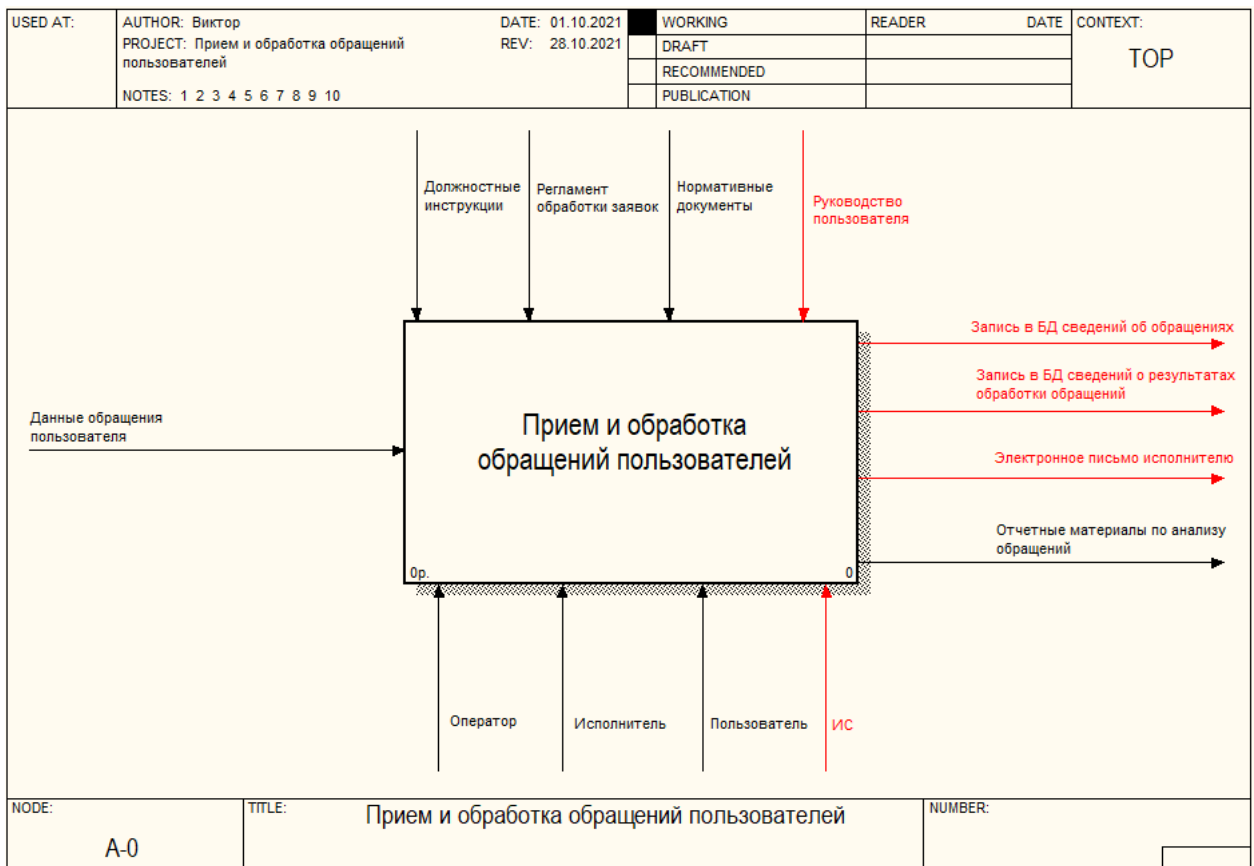 USED AT:
AUTHOR: Виктор
DATE: 01.10.2021
PROJECT: Прием и обработка обращений
пользователей
REV: 28.10.2021
NOTES: 1 2 3 4 5 6 7 8 9 10
WORKING
DRAFT
RECOMMENDED
PUBLICATION
READER
DATE
CONTEXT:
TOP
Должностные
инструкции
Регламент
обработки заявок
Нормативные
документы
Руководство
пользователя
Данные обращения
пользователя
Прием и обработка
обращений пользователей
0р.
0
Запись в БД сведений об обращениях
Запись в БД сведений о результатах
обработки обращений
Электронное письмо исполнителю
Отчетные материалы по анализу
обращений
Оператор
Исполнитель
Пользователь
ИС
NODE:
A-0
TITLE:
Прием и обработка обращений пользователей
NUMBER: